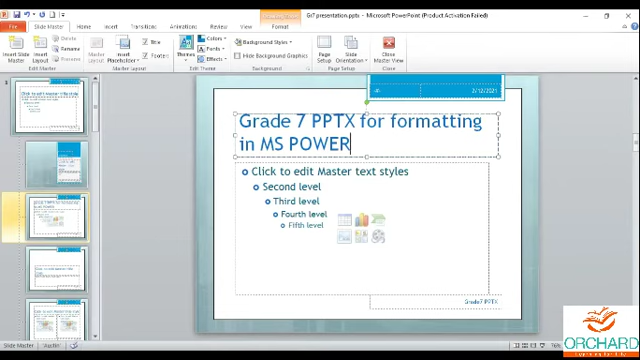 Gr7 presentation.pptx - Microsoft PowerPoint (Product Activation Failed)
File Slide Master Home Insert Transitions Animations Review View Format
Insert Slide Master
Insert Layout
Delete
Rename
Preserve
Edit Master
Master Layout
Insert Placeholder
Title
Footers
Master Layout
Themes
Colors
Fonts
Effects
Edit Theme
Background Styles
Hide Background Graphics
Background
Page Setup
Slide Orientation
Page Setup
Close Master View
Close
2/12/2021
Grade 7 PPTX for formatting
in MS POWER
Click to edit Master text styles
Second level
Third level
Fourth level
Fifth level
Grade7 PPTX
Slide Master
Austin
76%
ORCHARD